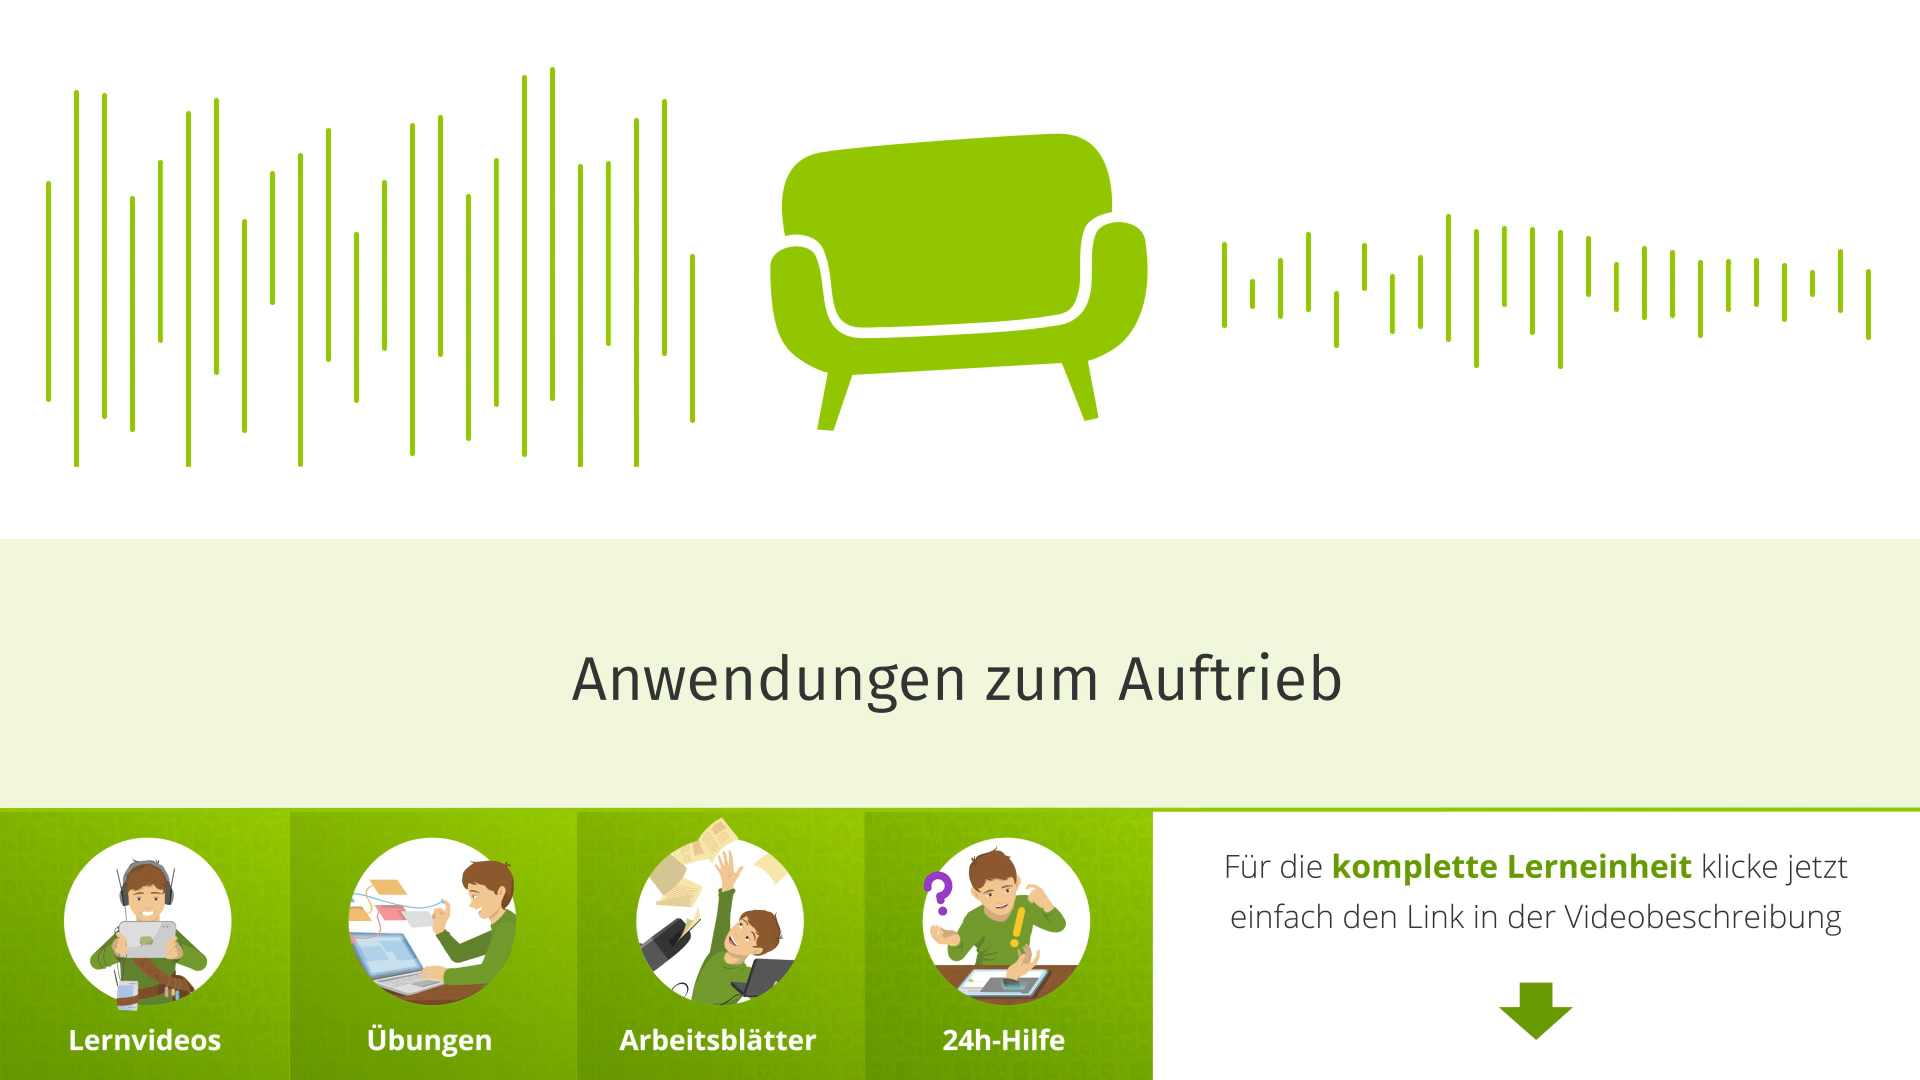 Anwendungen zum Auftrieb
Für die komplette Lerneinheit klicke jetzt
einfach den Link in der Videobeschreibung
Lernvideos
Übungen
Arbeitsblätter
24h-Hilfe